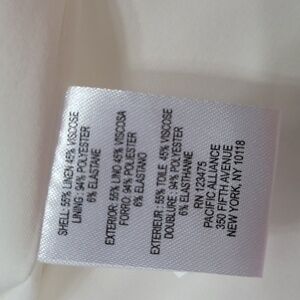 SHELL: 55% LINEN 45% VISCOSE
LINING : 94% POLYESTER
6% ELASTANE
EXTERIOR: 55% LINO 45% VISCOSA
FORRO: 94% POLYESTER
6% ELASTANO
EXTERIEUR : 55% TOILE 45% VISCOSE
DOUBLURE : 94% POLYESTER
6% ELASTHANNE
RN 123475
PACIFIC ALLIANCE
350 FIFTH AVENUE
NEW YORK, NY 10118